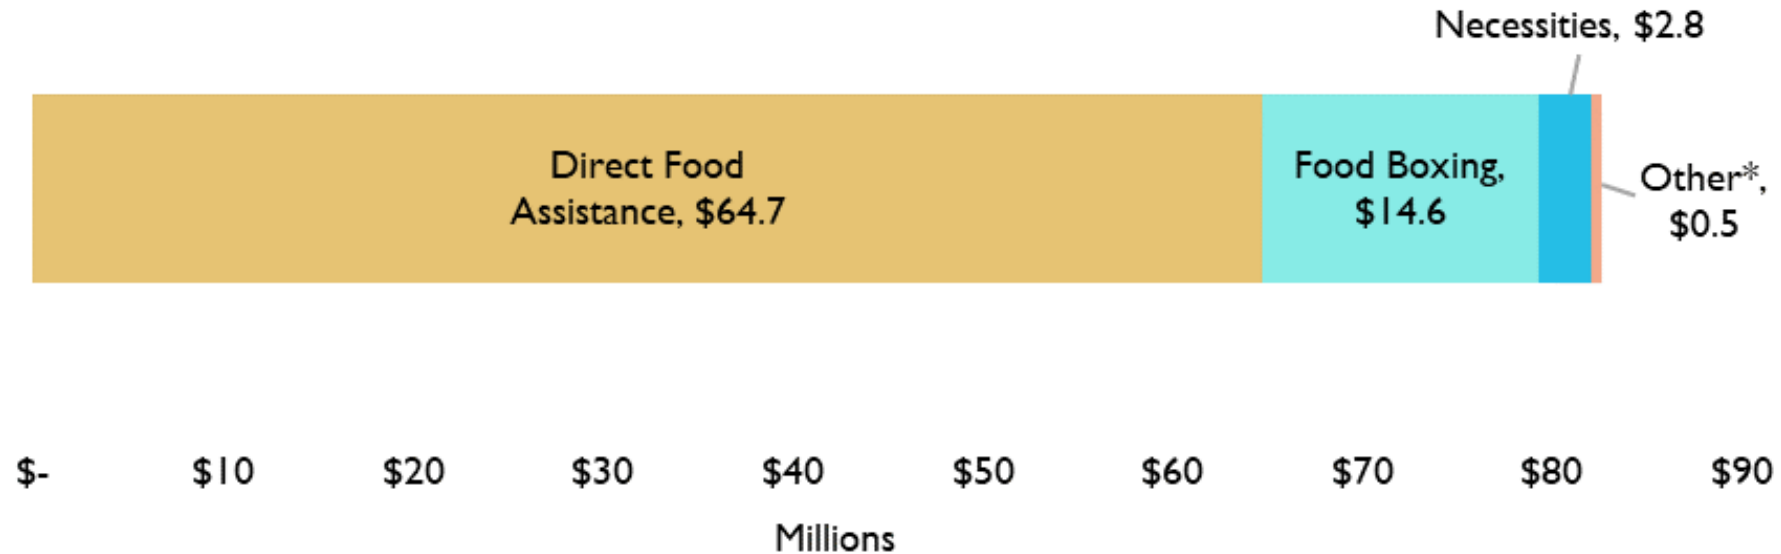 Necessities, $2.8
Direct Food
Assistance, $64.7
Food Boxing,
$14.6
Other*,
$0.5
$- $10 $20 $30 $40 $50 $60 $70 $80 $90
Millions